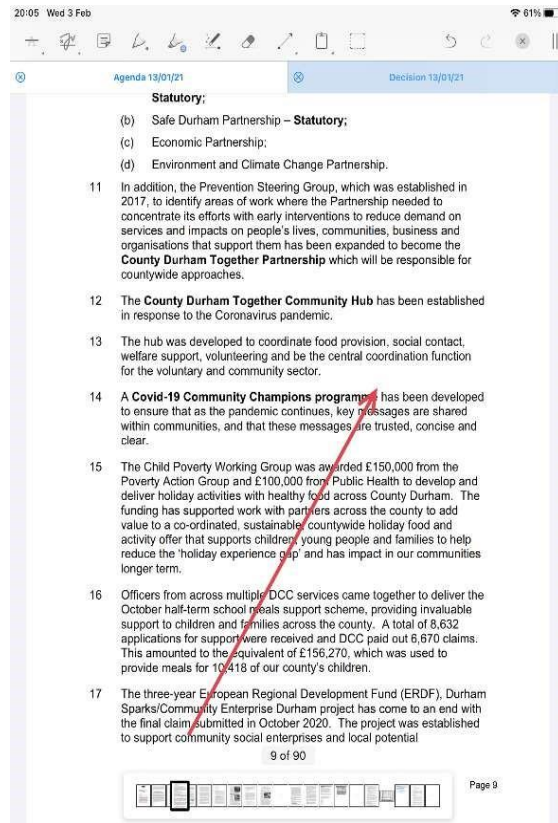 20:05 Wed 3 Feb
61%
Agenda 13/01/21
Decision 13/01/21
Statutory;
(b) Safe Durham Partnership – Statutory;
(c) Economic Partnership;
(d) Environment and Climate Change Partnership.
11 In addition, the Prevention Steering Group, which was established in
2017, to identify areas of work where the Partnership needed to
concentrate its efforts with early interventions to reduce demand on
services and impacts on people's lives, communities, business and
organisations that support them has been expanded to become the
County Durham Together Partnership which will be responsible for
countywide approaches.
12 The County Durham Together Community Hub has been established
in response to the Coronavirus pandemic.
13 The hub was developed to coordinate food provision, social contact,
welfare support, volunteering and be the central coordination function
for the voluntary and community sector.
14 A Covid-19 Community Champions programme has been developed
to ensure that as the pandemic continues, key messages are shared
within communities, and that these messages are trusted, concise and
clear.
15 The Child Poverty Working Group was awarded £150,000 from the
Poverty Action Group and £100,000 from Public Health to develop and
deliver holiday activities with healthy food across County Durham. The
funding has supported work with partners across the county to add
value to a co-ordinated, sustainable, countywide holiday food and
activity offer that supports children, young people and families to help
reduce the 'holiday experience gap' and has impact in our communities
longer term.
16 Officers from across multiple DCC services came together to deliver the
October half-term school meals support scheme, providing invaluable
support to children and families across the county. A total of 8,632
applications for support were received and DCC paid out 6,670 claims.
This amounted to the equivalent of £156,270, which was used to
provide meals for 10,418 of our county's children.
17 The three-year European Regional Development Fund (ERDF), Durham
Sparks/Community Enterprise Durham project has come to an end with
the final claim submitted in October 2020. The project was established
to support community social enterprises and local potential
9 of 90
Page 9